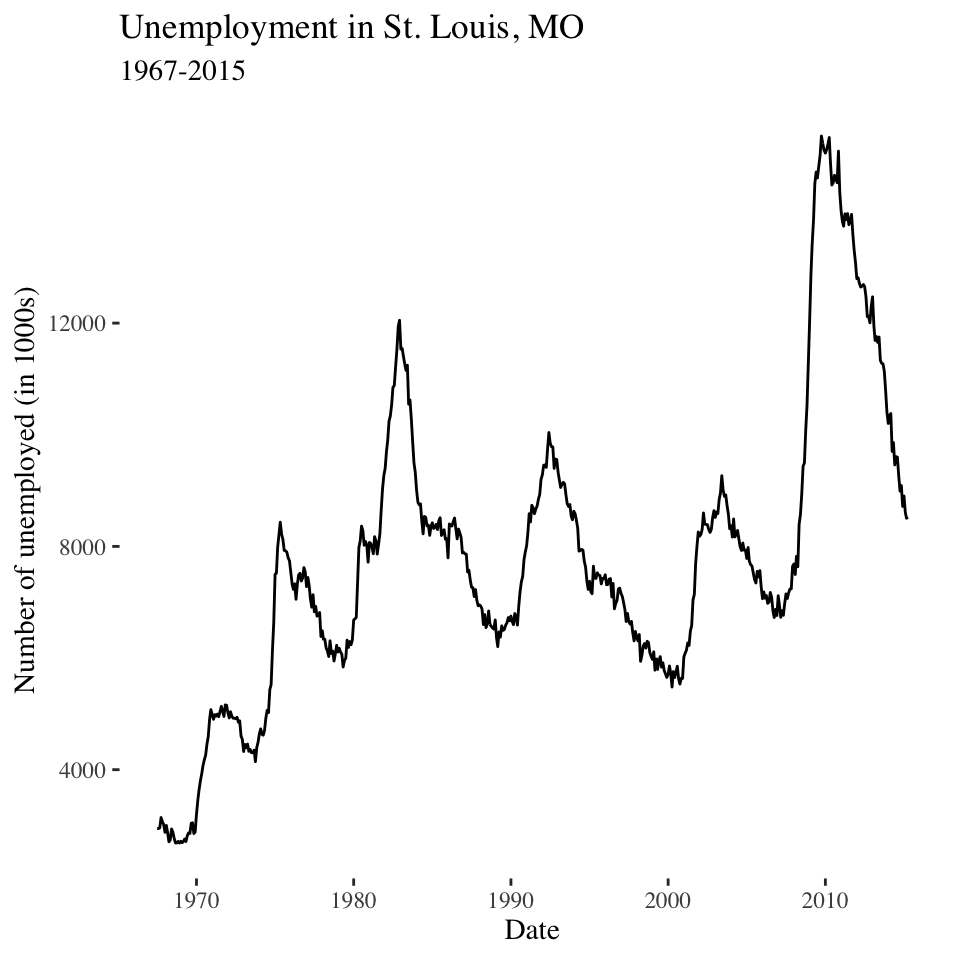 Unemployment in St. Louis, MO
1967-2015
Number of unemployed (in 1000s)
12000
8000
4000
1970 1980 1990 2000 2010
Date